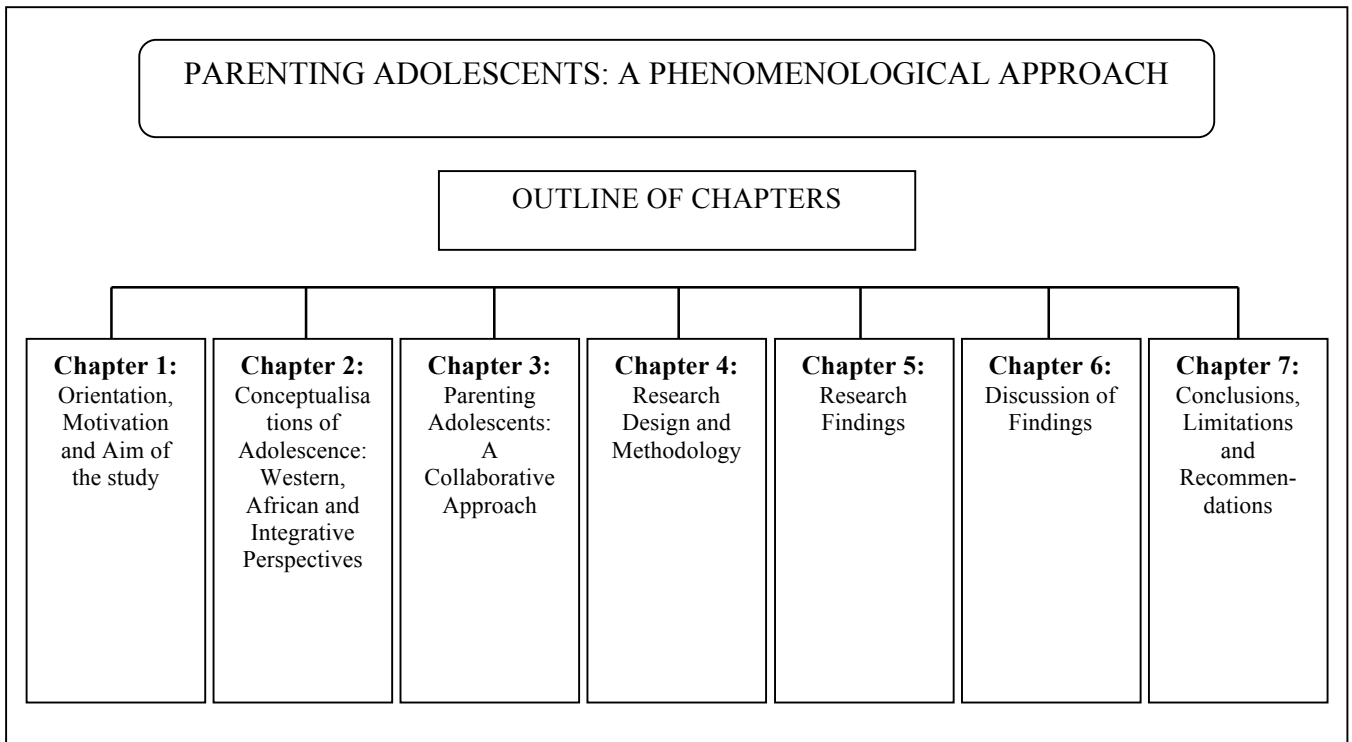 PARENTING ADOLESCENTS: A PHENOMENOLOGICAL APPROACH
OUTLINE OF CHAPTERS
Chapter 1:
Orientation,
Motivation
and Aim of
the study
Chapter 2:
Conceptualisa
tions of
Adolescence:
Western,
African and
Integrative
Perspectives
Chapter 3:
Parenting
Adolescents:
A
Collaborative
Approach
Chapter 4:
Research
Design and
Methodology
Chapter 5:
Research
Findings
Chapter 6:
Discussion of
Findings
Chapter 7:
Conclusions,
Limitations
and
Recommen-
dations